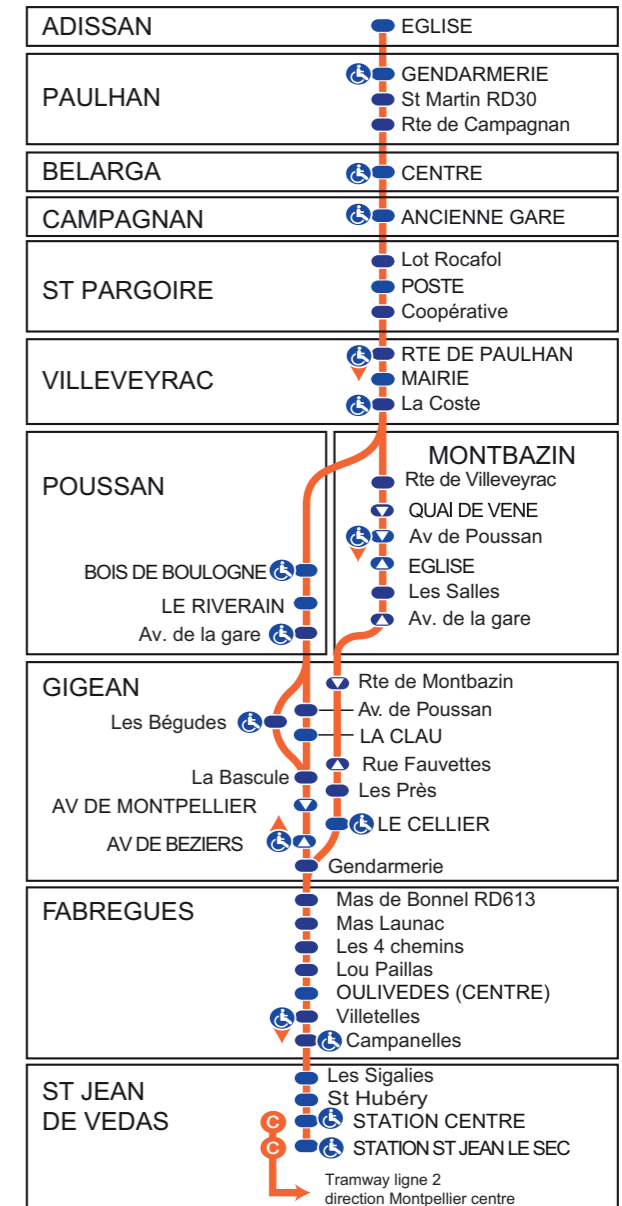 ADISSAN
EGLISE
PAULHAN
GENDARMERIE
St Martin RD30
Rte de Campagnan
BELARGA
CENTRE
CAMPAGNAN
ANCIENNE GARE
ST PARGOIRE
Lot Rocafol
POSTE
Coopérative
VILLEVEYRAC
RTE DE PAULHAN
MAIRIE
La Coste
POUSSAN
BOIS DE BOULOGNE
LE RIVERAIN
Av. de la gare
MONTBAZIN
Rte de Villeveyrac
QUAI DE VENE
Av de Poussan
EGLISE
Les Salles
Av. de la gare
GIGEAN
Rte de Montbazin
Av. de Poussan
Les Bégudes
LA CLAU
Rue Fauvettes
La Bascule
Les Près
AV DE MONTPELLIER
LE CELLIER
AV DE BEZIERS
Gendarmerie
FABREGUES
Mas de Bonnel RD613
Mas Launac
Les 4 chemins
Lou Paillas
OULIVEDES (CENTRE)
Villetelles
Campanelles
ST JEAN
DE VEDAS
Les Sigalies
St Hubéry
C STATION CENTRE
C STATION ST JEAN LE SEC
Tramway ligne 2
direction Montpellier centre